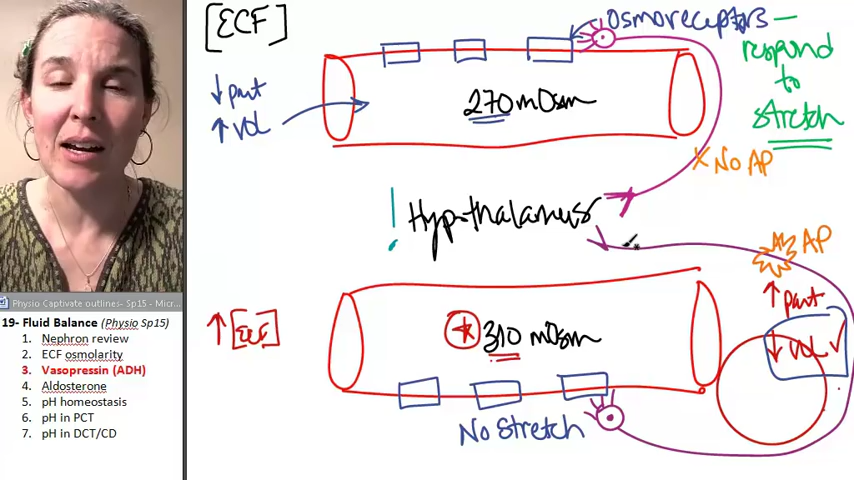 [ECF]
Osmoreceptors -
respond
to
stretch
↓ part
↑ vol
270 mOsm
X No AP
! Hypothalamus
AP
↑ part
↓ vol ✓
↑ [ECF]
* 310 mOsm
No Stretch
Physio Captivate outlines- Sp15 - Micr...
19- Fluid Balance (Physio Sp15)
1. Nephron review
2. ECF osmolarity
3. Vasopressin (ADH)
4. Aldosterone
5. pH homeostasis
6. pH in PCT
7. pH in DCT/CD